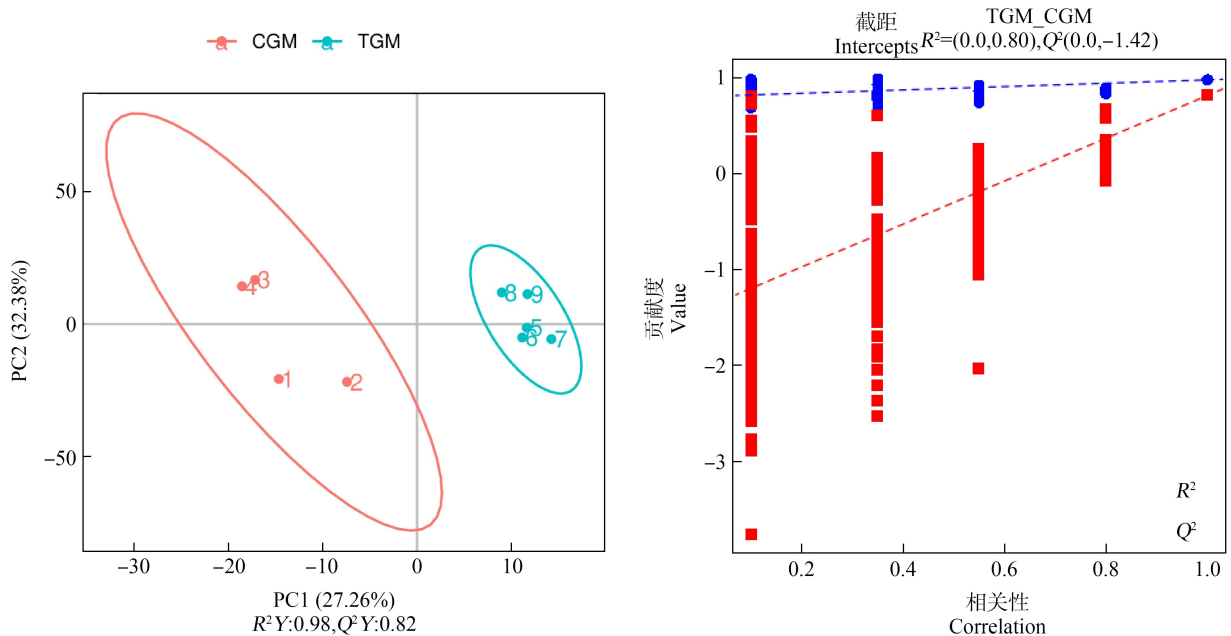 CGM TGM
50
0
−50
PC2 (32.38%)
4 3
1 2
8 9
5
6 7
−30 −20 −10 0 10
PC1 (27.26%)
R²Y:0.98,Q²Y:0.82
截距 TGM_CGM
Intercepts R²=(0.0,0.80),Q²(0.0,−1.42)
1
0
−1
−2
−3
贡献度
Value
R²
Q²
0.2 0.4 0.6 0.8 1.0
相关性
Correlation